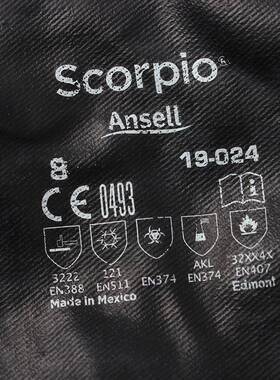 Scorpio®
Ansell
8 19-024
CE 0493
3222 121 EN374 AKL 32XX4X
EN388 EN511 EN374 EN407
Made in Mexico Edmont